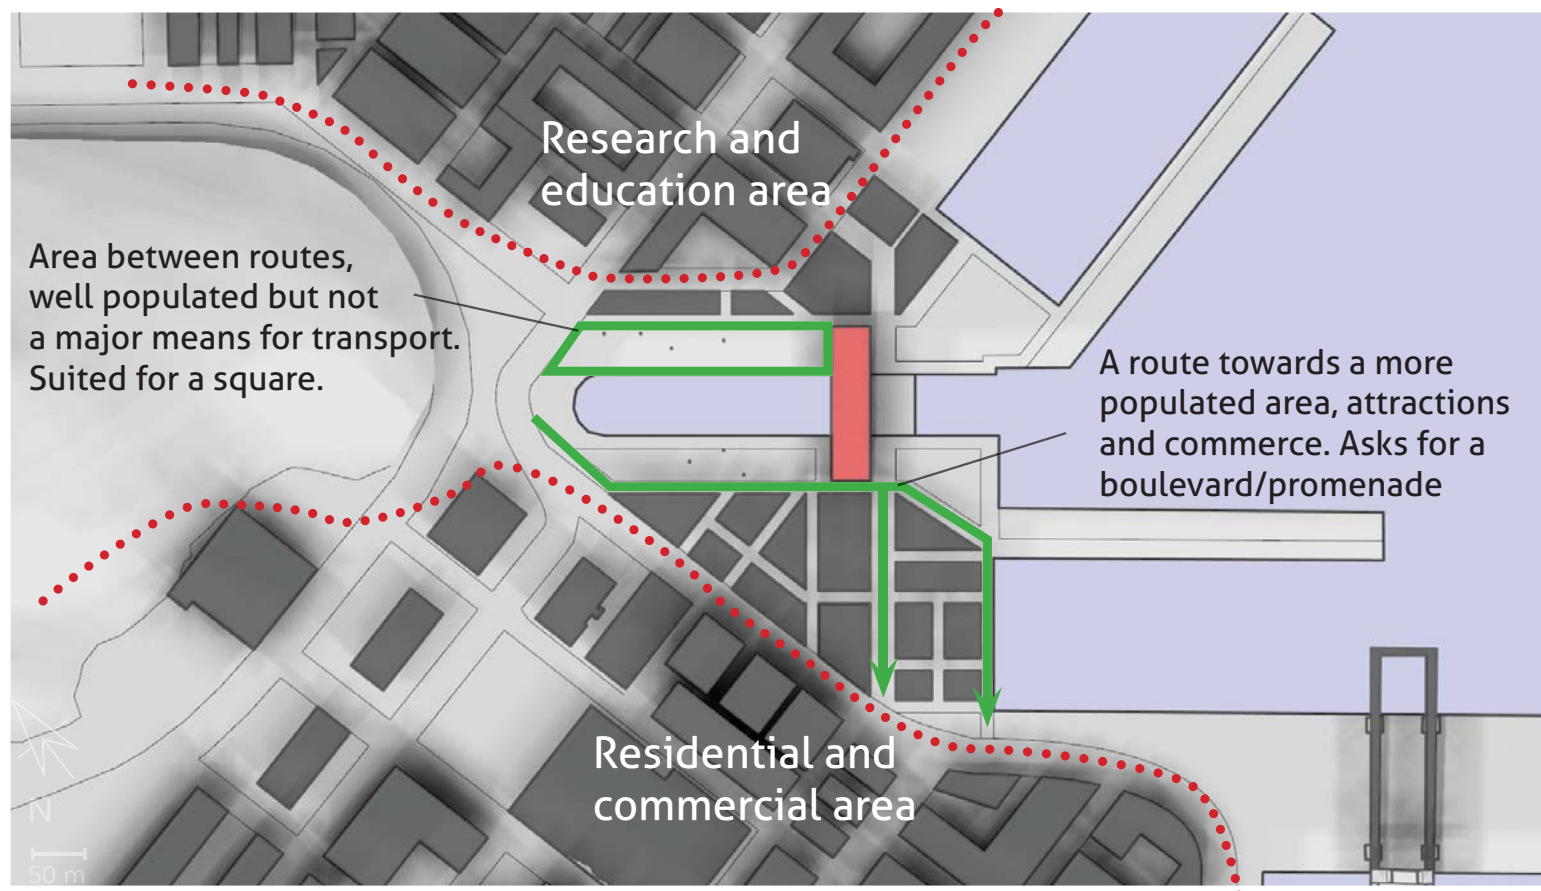 Research and
education area
Area between routes,
well populated but not
a major means for transport.
Suited for a square.
A route towards a more
populated area, attractions
and commerce. Asks for a
boulevard/promenade
Residential and
commercial area
N
50 m